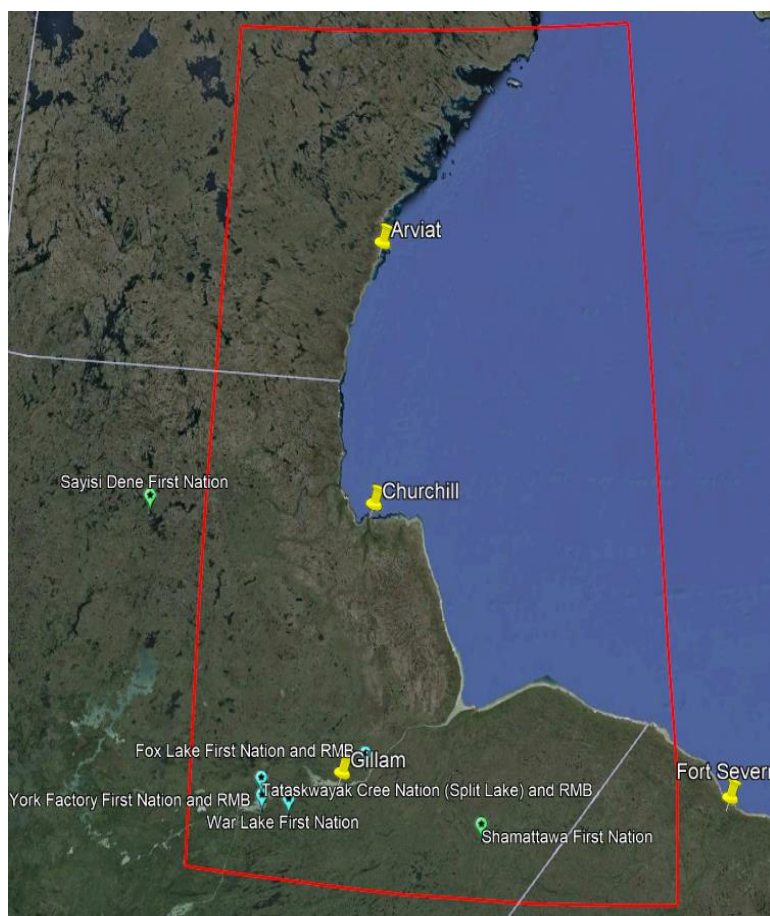 Arviat
Sayisi Dene First Nation
Churchill
Fox Lake First Nation and RMB
Gillam
Fort Severn
Tataskwayak Cree Nation (Split Lake) and RMB
York Factory First Nation and RMB
War Lake First Nation
Shamattawa First Nation